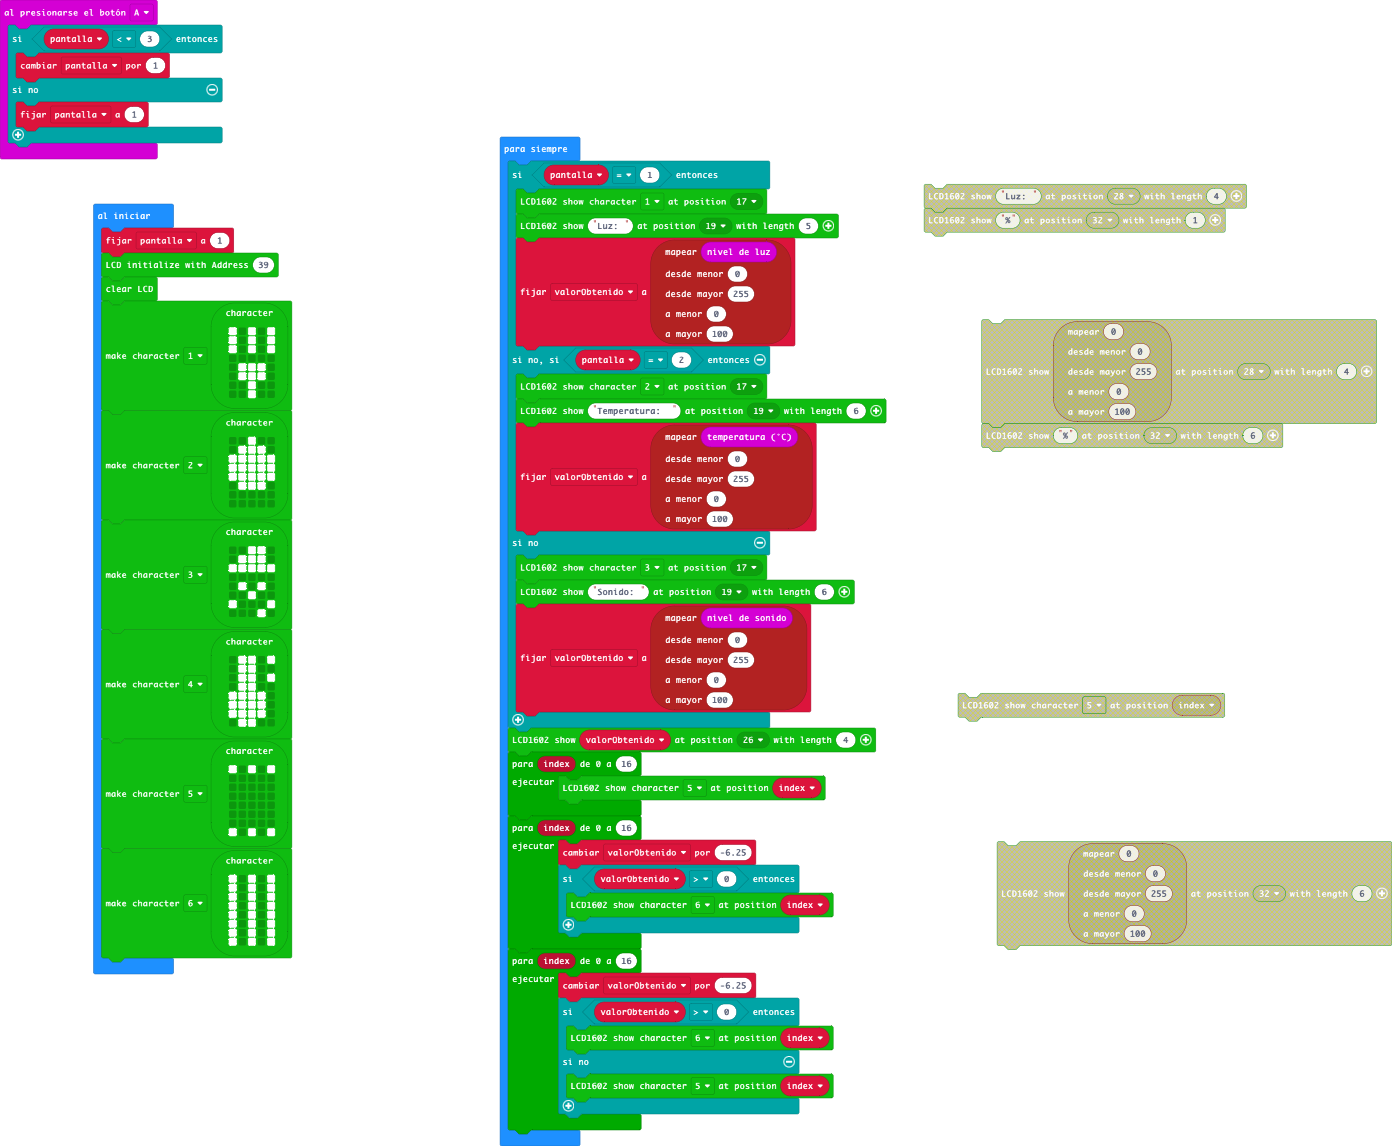 al presionarse el botón A
si pantalla < 3 entonces
cambiar pantalla por 1
si no
fijar pantalla a 1
al iniciar
fijar pantalla a 1
LCD initialize with Address 39
clear LCD
character
make character 1
character
make character 2
character
make character 3
character
make character 4
character
make character 5
character
make character 6
para siempre
si pantalla = 1 entonces
LCD1602 show character 1 at position 17
LCD1602 show "Luz: " at position 19 with length 5
mapear nivel de luz
desde menor 0
fijar valorObtenido a desde mayor 255
a menor 0
a mayor 100
si no, si pantalla = 2 entonces
LCD1602 show character 2 at position 17
LCD1602 show "Temperatura: " at position 19 with length 6
mapear temperatura (°C)
desde menor 0
fijar valorObtenido a desde mayor 255
a menor 0
a mayor 100
si no
LCD1602 show character 3 at position 17
LCD1602 show "Sonido: " at position 19 with length 6
mapear nivel de sonido
desde menor 0
fijar valorObtenido a desde mayor 255
a menor 0
a mayor 100
LCD1602 show valorObtenido at position 26 with length 4
para index de 0 a 16
ejecutar LCD1602 show character 5 at position index
para index de 0 a 16
ejecutar cambiar valorObtenido por -6.25
si valorObtenido > 0 entonces
LCD1602 show character 6 at position index
para index de 0 a 16
ejecutar cambiar valorObtenido por -6.25
si valorObtenido > 0 entonces
LCD1602 show character 6 at position index
si no
LCD1602 show character 5 at position index
LCD1602 show "Luz: " at position 28 with length 4
LCD1602 show "%" at position 32 with length 1
mapear 0
desde menor 0
LCD1602 show desde mayor 255 at position 28 with length 4
a menor 0
a mayor 100
LCD1602 show "%" at position 32 with length 6
LCD1602 show character 5 at position index
mapear 0
desde menor 0
LCD1602 show desde mayor 255 at position 32 with length 6
a menor 0
a mayor 100